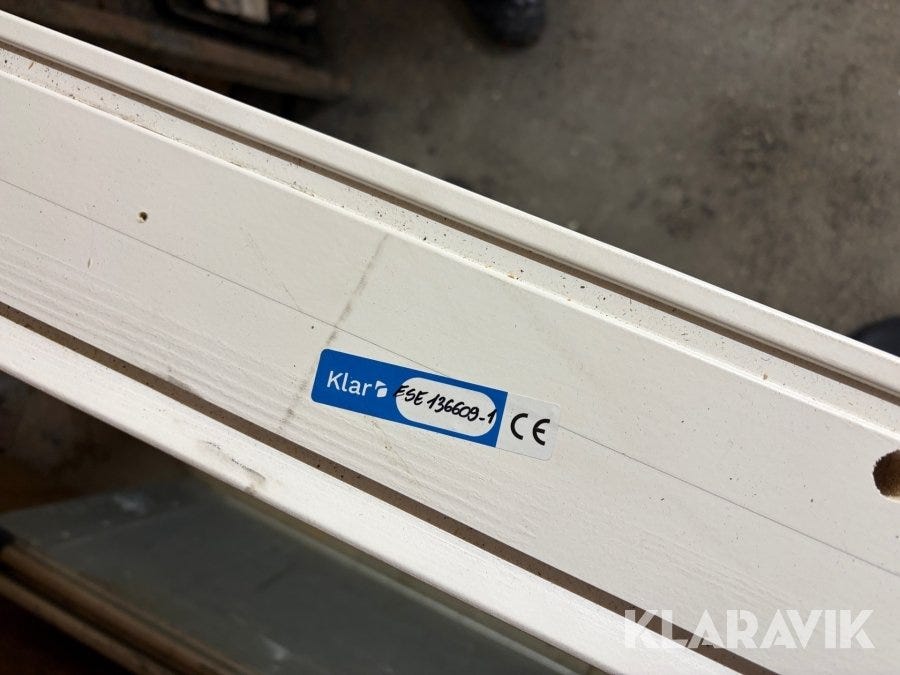 Klar
ESE 136609-1
CE
KLARAVIK